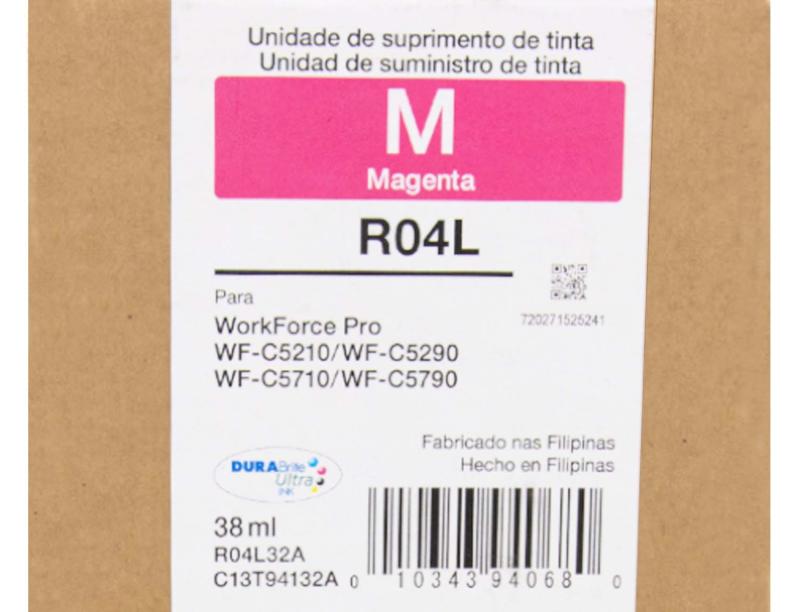 Unidade de suprimento de tinta
Unidad de suministro de tinta
M
Magenta
R04L
Para
720271525241
WorkForce Pro
WF-C5210/WF-C5290
WF-C5710/WF-C5790
Fabricado nas Filipinas
Hecho en Filipinas
DURABrite
Ultra
INK
38 ml
R04L32A
C13T94132A
0 10343 94068 0